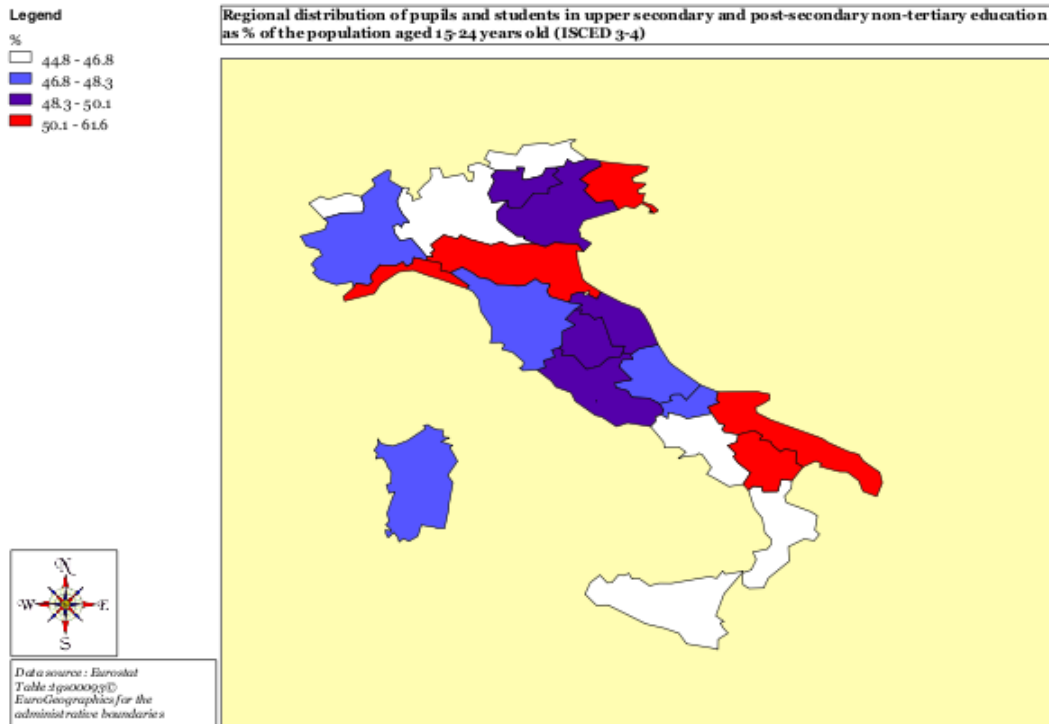 Legend
%
44.8 - 46.8
46.8 - 48.3
48.3 - 50.1
50.1 - 61.6
Regional distribution of pupils and students in upper secondary and post-secondary non-tertiary education
as % of the population aged 15-24 years old (ISCED 3-4)
N
W E
S
Data source : Eurostat
Table :tgs00093©
EuroGeographics for the
administrative boundaries